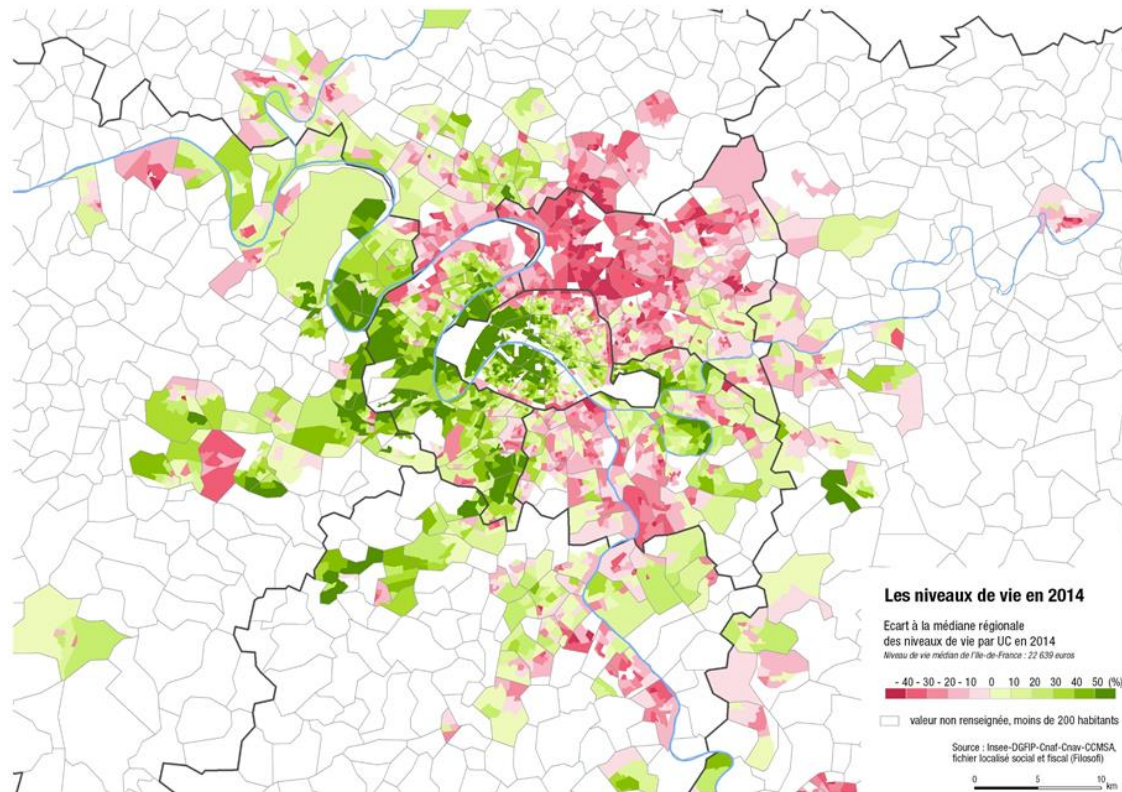 Les niveaux de vie en 2014
Ecart à la médiane régionale
des niveaux de vie par UC en 2014
Niveau de vie médian de l'Ile-de-France : 22 639 euros
- 40 - 30 - 20 - 10 0 10 20 30 40 50 (%)
valeur non renseignée, moins de 200 habitants
Source : Insee-DGFIP-Cnaf-Cnav-CCMSA,
fichier localisé social et fiscal (Filosofi)
0 5 10
km